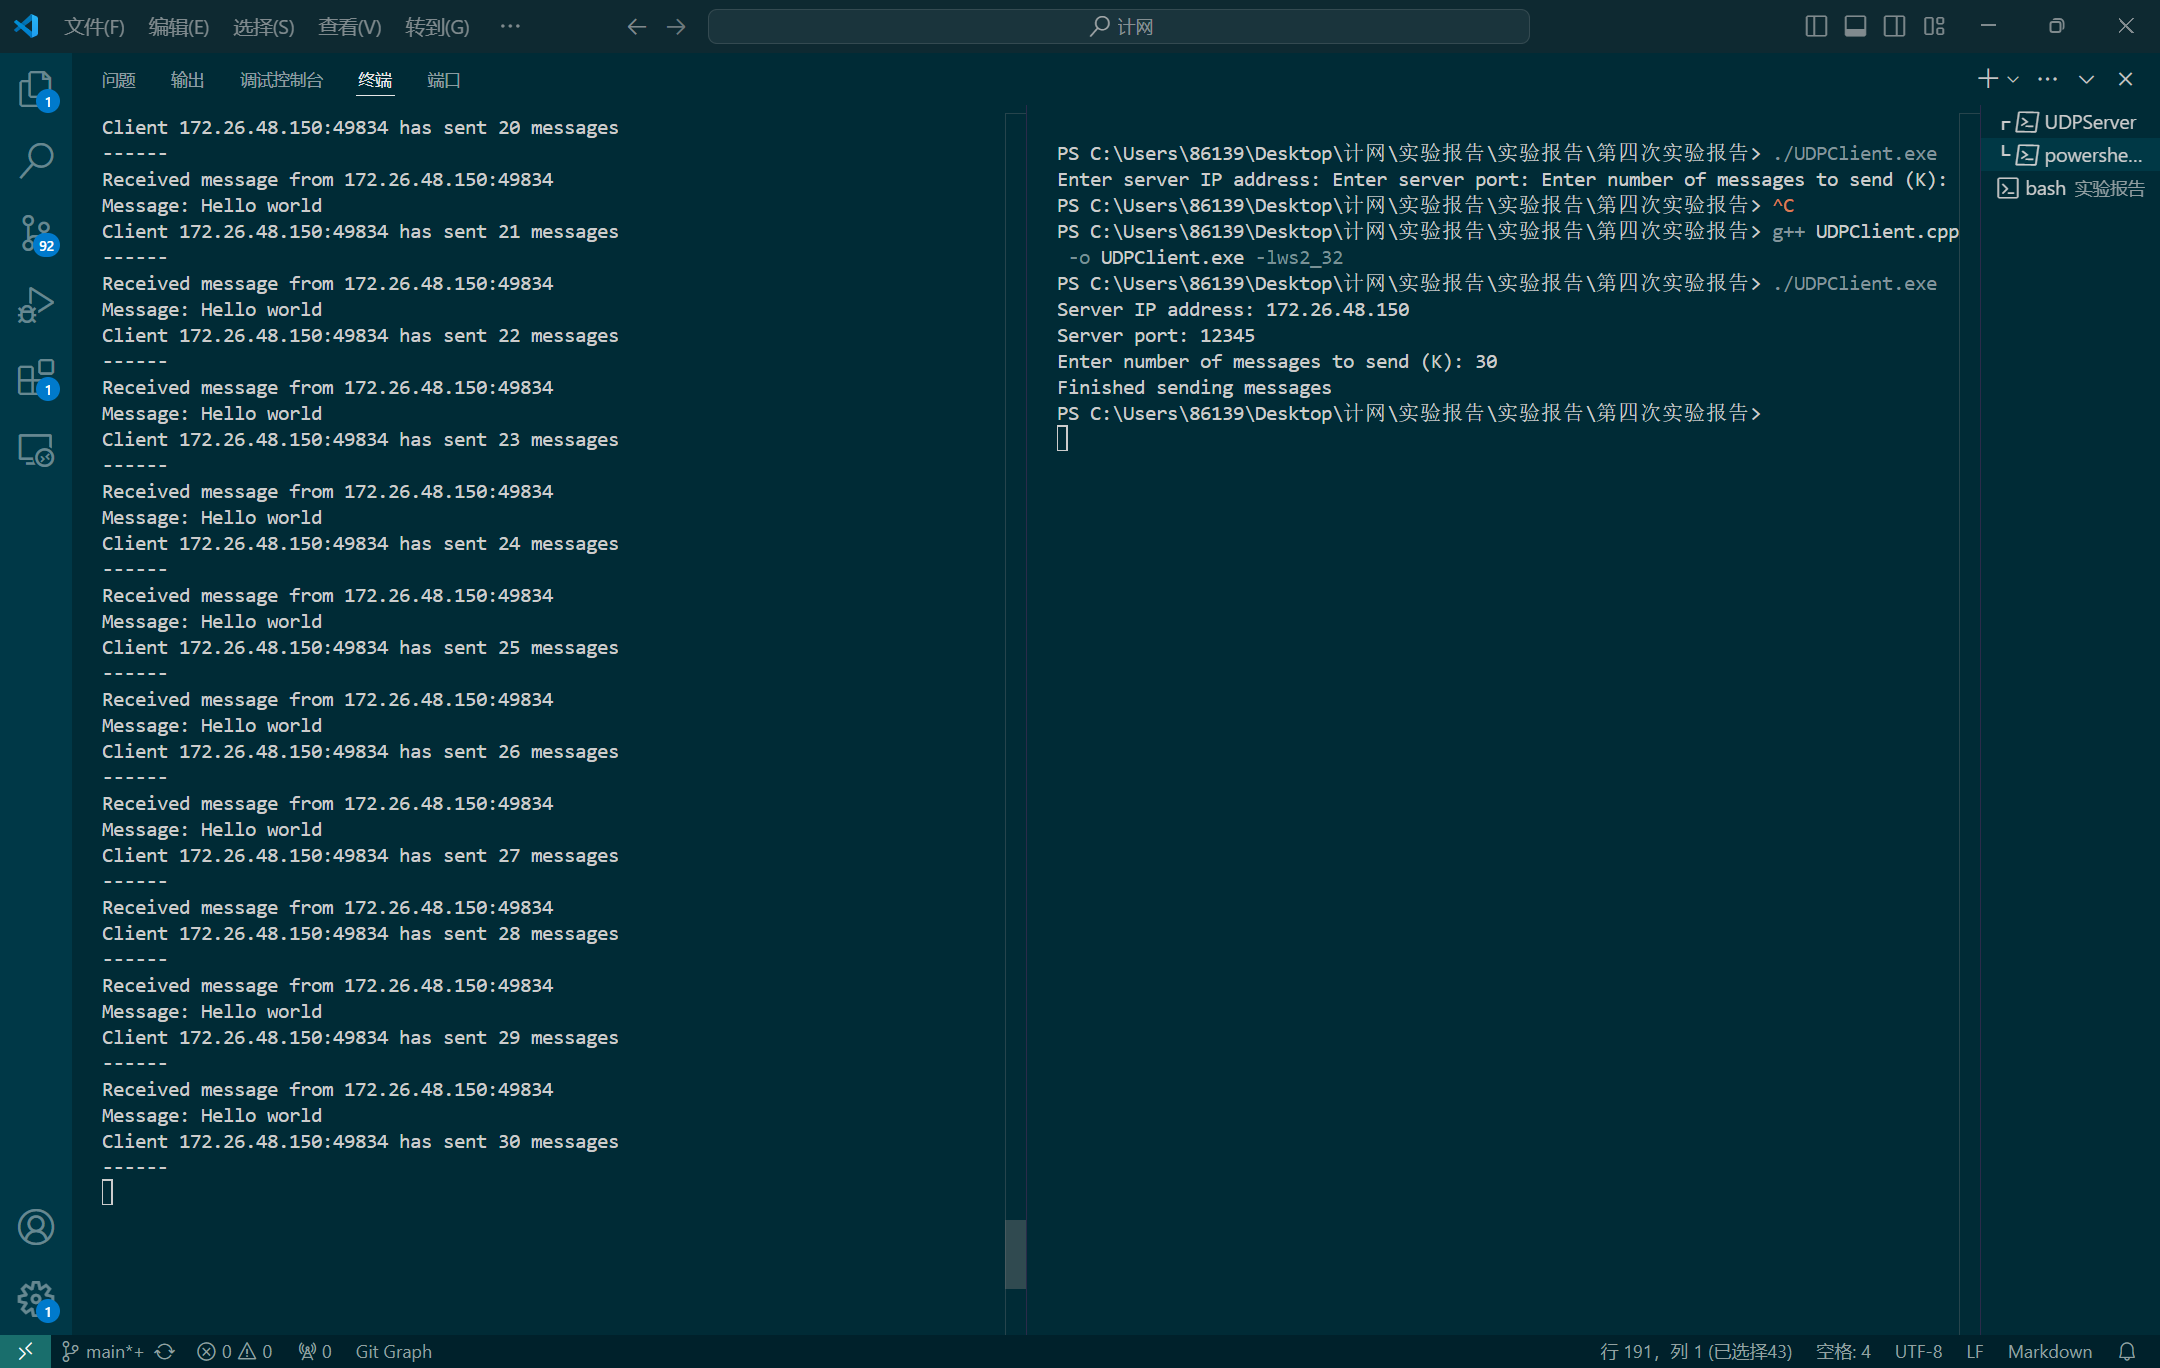 文件(F) 编辑(E) 选择(S) 查看(V) 转到(G) ··· 计网
问题 输出 调试控制台 终端 端口
Client 172.26.48.150:49834 has sent 20 messages
------
Received message from 172.26.48.150:49834
Message: Hello world
Client 172.26.48.150:49834 has sent 21 messages
------
Received message from 172.26.48.150:49834
Message: Hello world
Client 172.26.48.150:49834 has sent 22 messages
------
Received message from 172.26.48.150:49834
Message: Hello world
Client 172.26.48.150:49834 has sent 23 messages
------
Received message from 172.26.48.150:49834
Message: Hello world
Client 172.26.48.150:49834 has sent 24 messages
------
Received message from 172.26.48.150:49834
Message: Hello world
Client 172.26.48.150:49834 has sent 25 messages
------
Received message from 172.26.48.150:49834
Message: Hello world
Client 172.26.48.150:49834 has sent 26 messages
------
Received message from 172.26.48.150:49834
Message: Hello world
Client 172.26.48.150:49834 has sent 27 messages
------
Received message from 172.26.48.150:49834
Client 172.26.48.150:49834 has sent 28 messages
------
Received message from 172.26.48.150:49834
Message: Hello world
Client 172.26.48.150:49834 has sent 29 messages
------
Received message from 172.26.48.150:49834
Message: Hello world
Client 172.26.48.150:49834 has sent 30 messages
------
PS C:\Users\86139\Desktop\计网\实验报告\实验报告\第四次实验报告> ./UDPClient.exe
Enter server IP address: Enter server port: Enter number of messages to send (K):
PS C:\Users\86139\Desktop\计网\实验报告\实验报告\第四次实验报告> ^C
PS C:\Users\86139\Desktop\计网\实验报告\实验报告\第四次实验报告> g++ UDPClient.cpp
-o UDPClient.exe -lws2_32
PS C:\Users\86139\Desktop\计网\实验报告\实验报告\第四次实验报告> ./UDPClient.exe
Server IP address: 172.26.48.150
Server port: 12345
Enter number of messages to send (K): 30
Finished sending messages
PS C:\Users\86139\Desktop\计网\实验报告\实验报告\第四次实验报告>
UDPServer
powershe...
bash 实验报告
1
92
1
1
main*+ 0 0 0 Git Graph 行 191，列 1 (已选择43) 空格: 4 UTF-8 LF Markdown